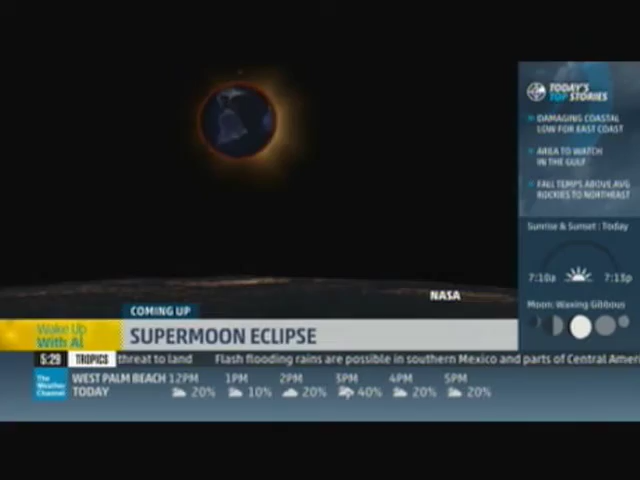 TODAY'S
TOP STORIES
DAMAGING COASTAL
LOW FOR EAST COAST
AREA TO WATCH
IN THE GULF
FALL TEMPS ABOVE AVG
ROCKIES TO NORTHEAST
Sunrise & Sunset: Today
7:10a 7:13p
Moon: Waxing Gibbous
NASA
COMING UP
Wake Up
With Al
SUPERMOON ECLIPSE
5:29 TROPICS threat to land Flash flooding rains are possible in southern Mexico and parts of Central Amer
The
Weather
Channel
WEST PALM BEACH 12PM 1PM 2PM 3PM 4PM 5PM
TODAY 20% 10% 20% 40% 20% 20%